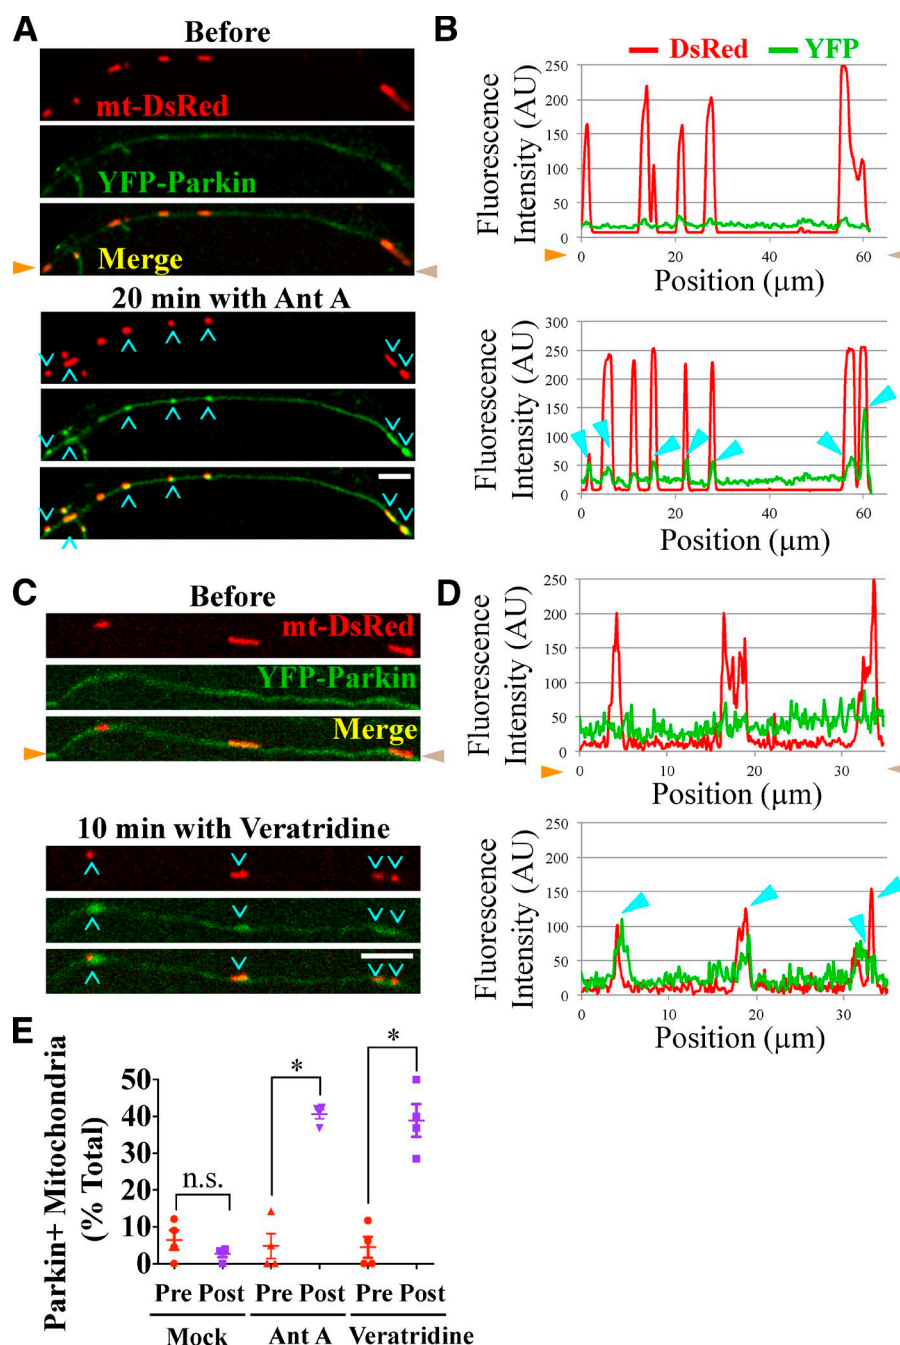 A
Before
mt-DsRed
YFP-Parkin
Merge
20 min with Ant A
B
DsRed YFP
Fluorescence
Intensity (AU)
250
200
150
100
50
0
0 20 40 60
Position (µm)
Fluorescence
Intensity (AU)
300
250
200
150
100
50
0
0 20 40 60
Position (µm)
C
Before
mt-DsRed
YFP-Parkin
Merge
10 min with Veratridine
D
Fluorescence
Intensity (AU)
250
200
150
100
50
0
0 10 20 30
Position (µm)
Fluorescence
Intensity (AU)
250
200
150
100
50
0
0 10 20 30
Position (µm)
E
Parkin+ Mitochondria
(% Total)
50
40
30
20
10
0
n.s.
*
*
Pre Post Pre Post Pre Post
Mock Ant A Veratridine